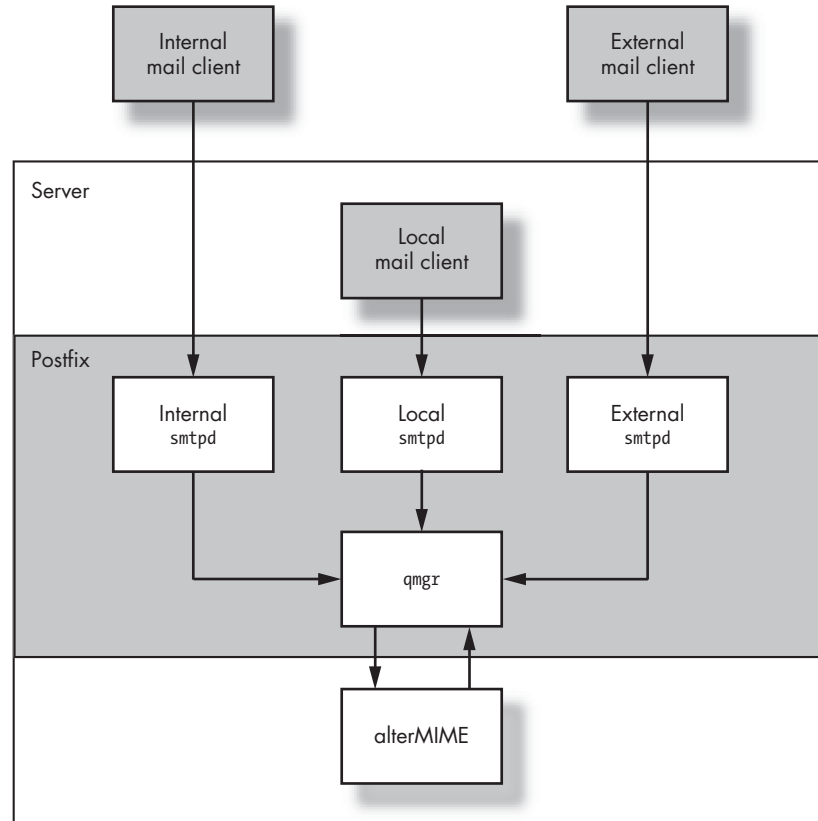 Internal
mail client
External
mail client
Server
Local
mail client
Postfix
Internal
smtpd
Local
smtpd
External
smtpd
qmgr
alterMIME